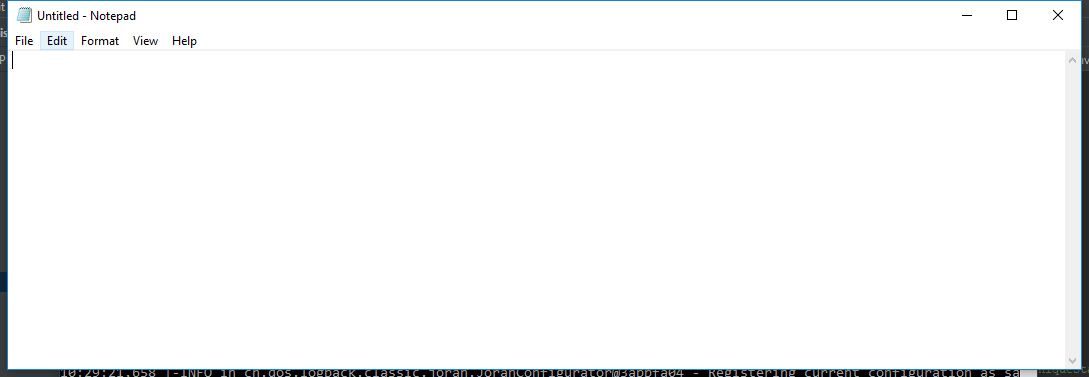 Untitled - Notepad
File Edit Format View Help
10:29:21.658 |-INFO in ch.qos.logback.classic.joran.JoranConfigurator@3abbfa04 - Registering current configuration as sa